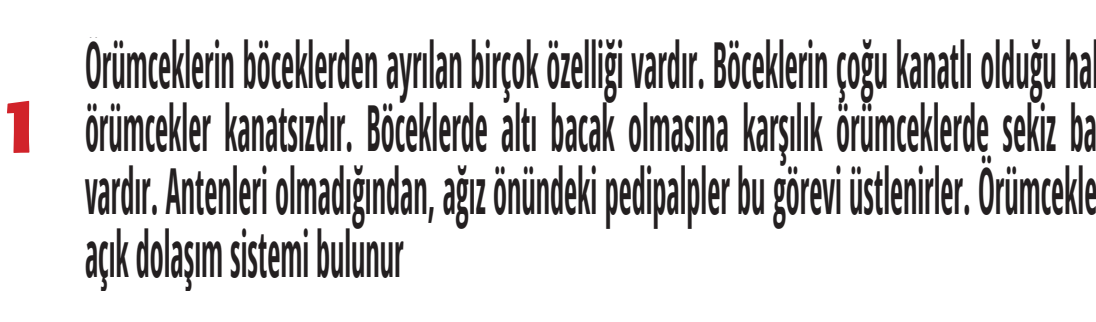 1
Örümceklerin böceklerden ayrılan birçok özelliği vardır. Böceklerin çoğu kanatlı olduğu hal
örümcekler kanatsızdır. Böceklerde altı bacak olmasına karşılık örümceklerde sekiz ba
vardır. Antenleri olmadığından, ağız önündeki pedipalpler bu görevi üstlenirler. Örümcekle
açık dolaşım sistemi bulunur